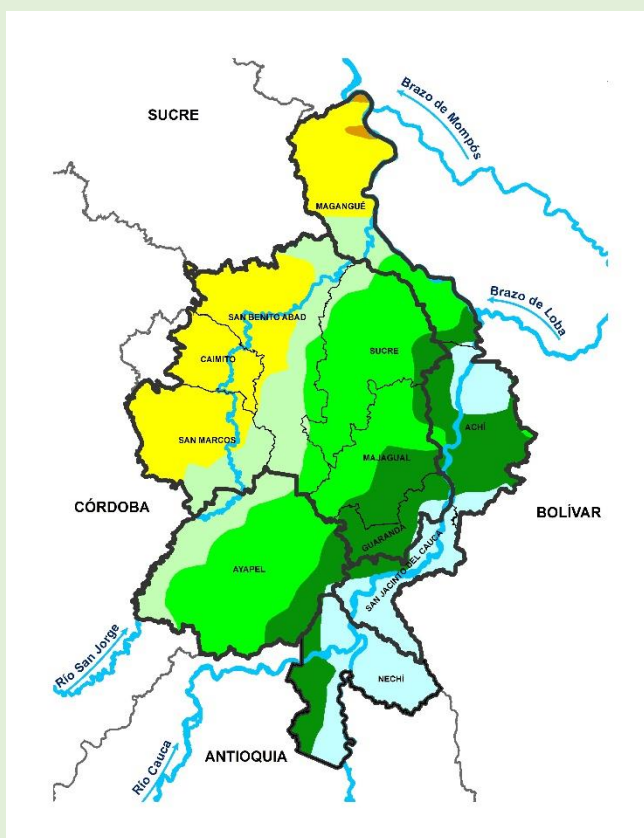 SUCRE
Brazo de Mompós
MAGANGUÉ
Brazo de Loba
SAN BENITO ABAD
SUCRE
CAIMITO
ACHÍ
SAN MARCOS
MAJAGUAL
CÓRDOBA
BOLÍVAR
GUARANDA
AYAPEL
SAN JACINTO DEL CAUCA
Río San Jorge
NECHÍ
ANTIOQUIA
Río Cauca